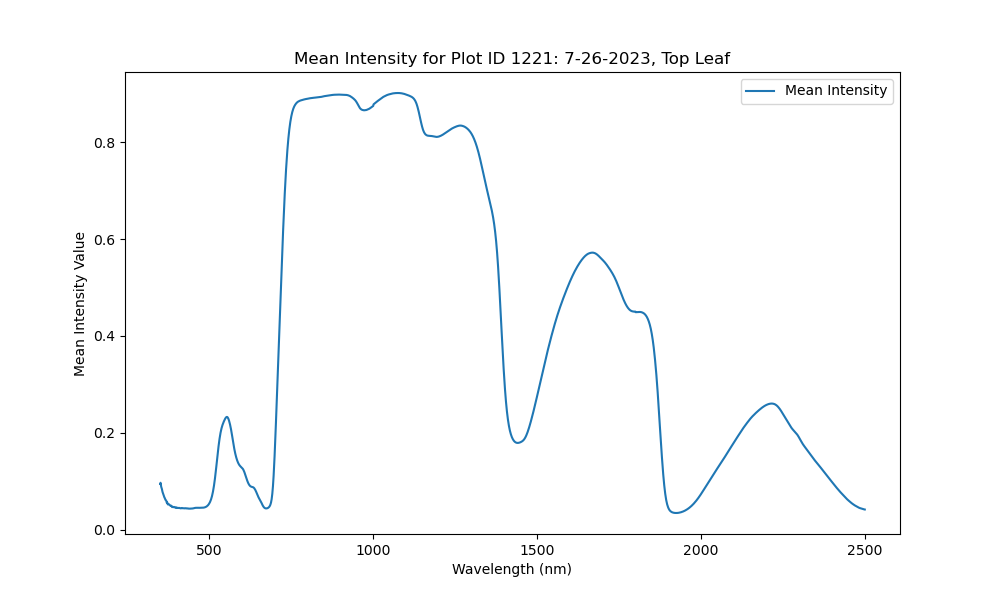 Mean Intensity for Plot ID 1221: 7-26-2023, Top Leaf
Mean Intensity
Mean Intensity Value
0.8
0.6
0.4
0.2
0.0
500 1000 1500 2000 2500
Wavelength (nm)